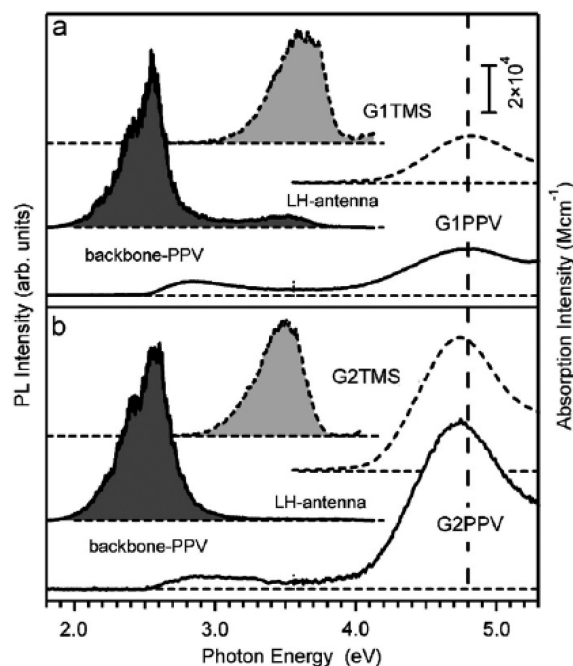 a
2×10⁴
G1TMS
LH-antenna
G1PPV
backbone-PPV
b
G2TMS
LH-antenna
G2PPV
backbone-PPV
2.0 3.0 4.0 5.0
Photon Energy (eV)
PL Intensity (arb. units)
Absorption Intensity (Mcm⁻¹)